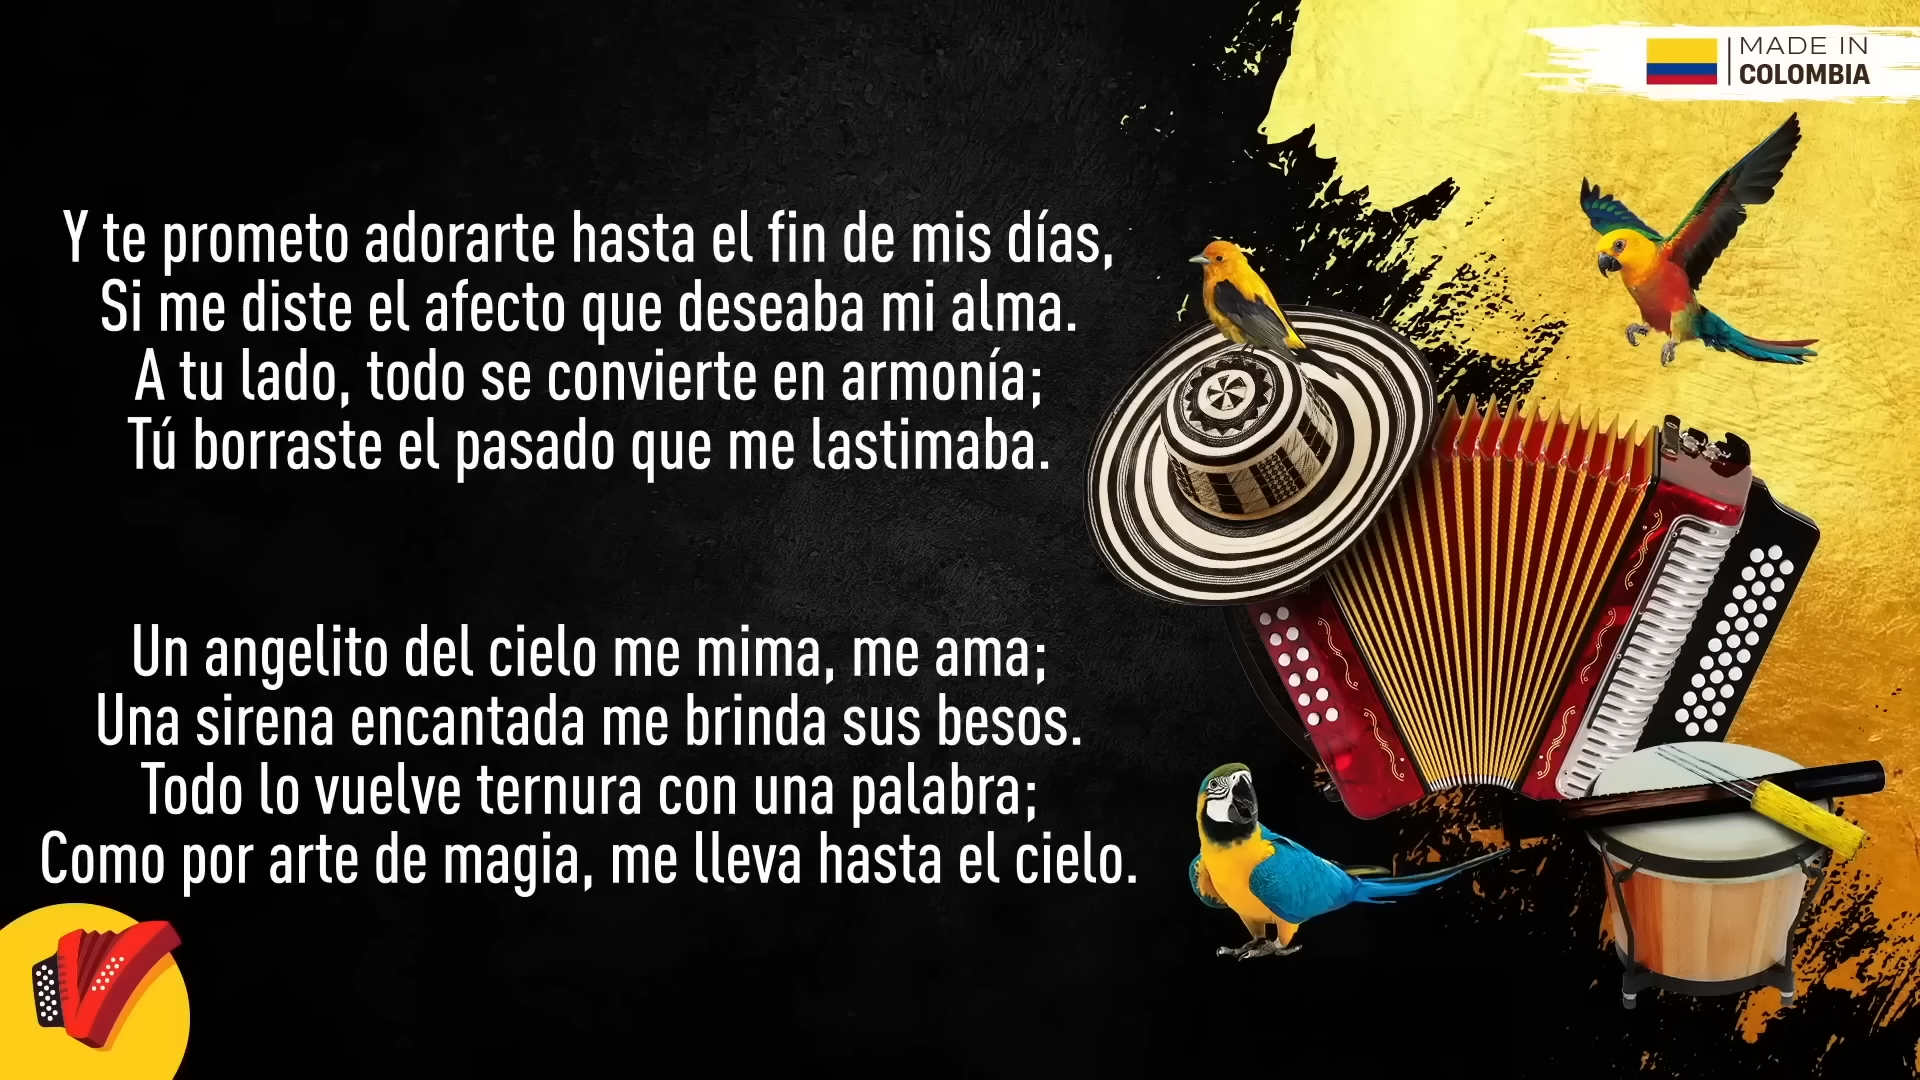 MADE IN
COLOMBIA
Y te prometo adorarte hasta el fin de mis días,
Si me diste el afecto que deseaba mi alma.
A tu lado, todo se convierte en armonía;
Tú borraste el pasado que me lastimaba.
Un angelito del cielo me mima, me ama;
Una sirena encantada me brinda sus besos.
Todo lo vuelve ternura con una palabra;
Como por arte de magia, me lleva hasta el cielo.